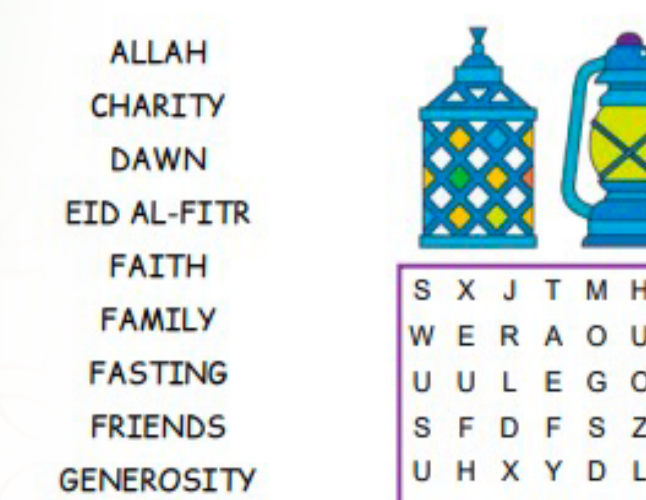 ALLAH
CHARITY
DAWN
EID AL-FITR
FAITH
FAMILY
FASTING
FRIENDS
GENEROSITY
S X J T M H
W E R A O U
U U L E G
S F D F S Z
U H X Y D L